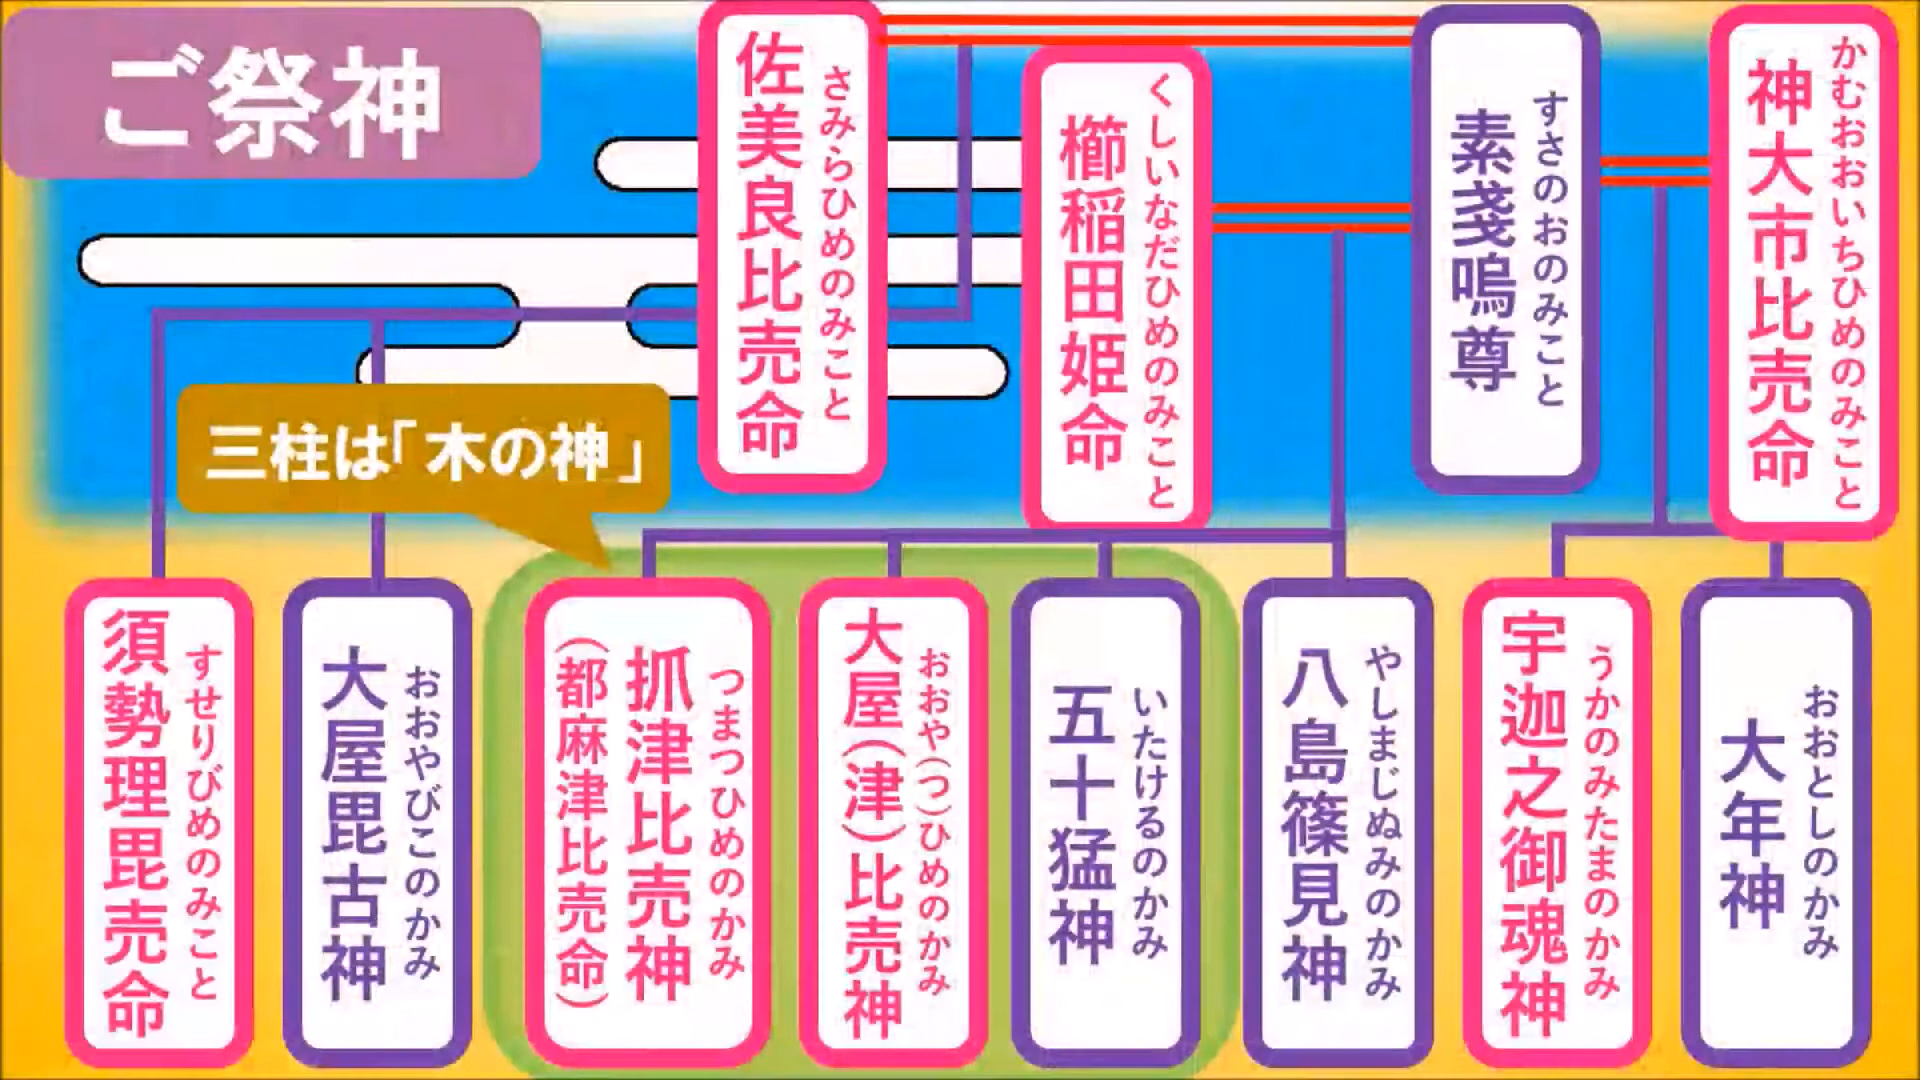 ご祭神
かむおおいちひめのみこと
神大市比売命
すさのおのみこと
素戔嗚尊
くしいなだひめのみこと
櫛稲田姫命
さみらひめのみこと
佐美良比売命
三柱は「木の神」
おおとしのかみ
大年神
うかのみたまのかみ
宇迦之御魂神
やしまじぬみのかみ
八島篠見神
いたけるのかみ
五十猛神
おおや(つ)ひめのかみ
大屋(津)比売神
つまつひめのかみ
抓津比売神
(都麻津比売命)
おおやびこのかみ
大屋毘古神
すせりびめのみこと
須勢理毘売命